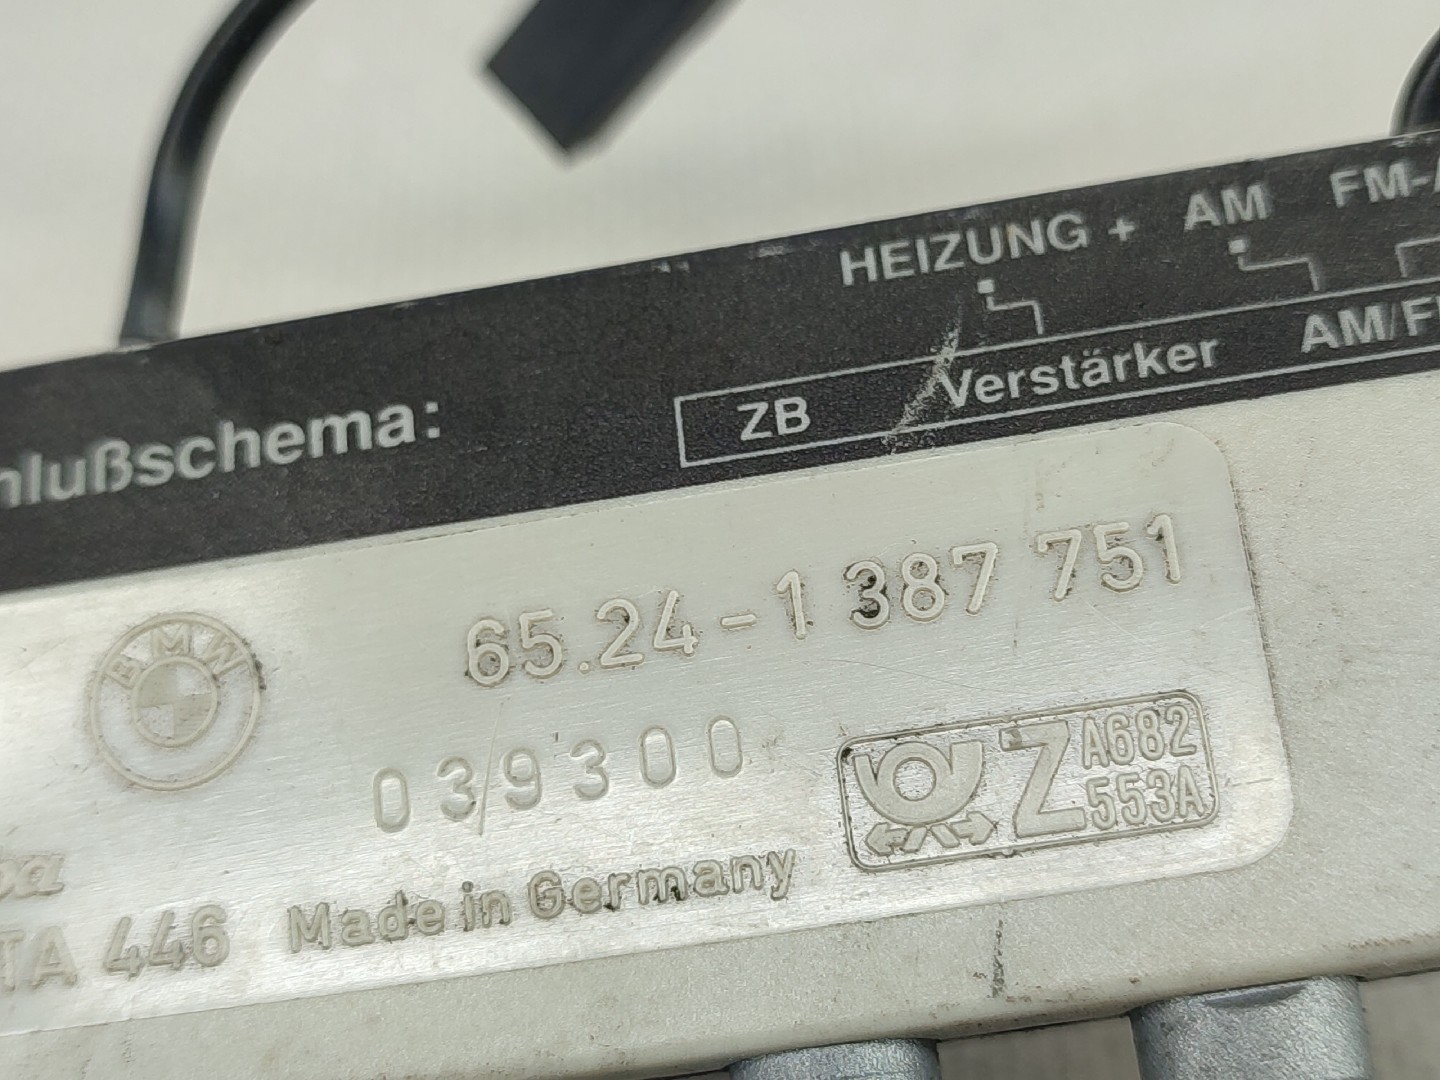 HEIZUNG + AM FM-A
nlußschema: ZB Verstärker AM/F
BMW
65.24-1 387 751
039300
Z A682
553A
TA 446 Made in Germany